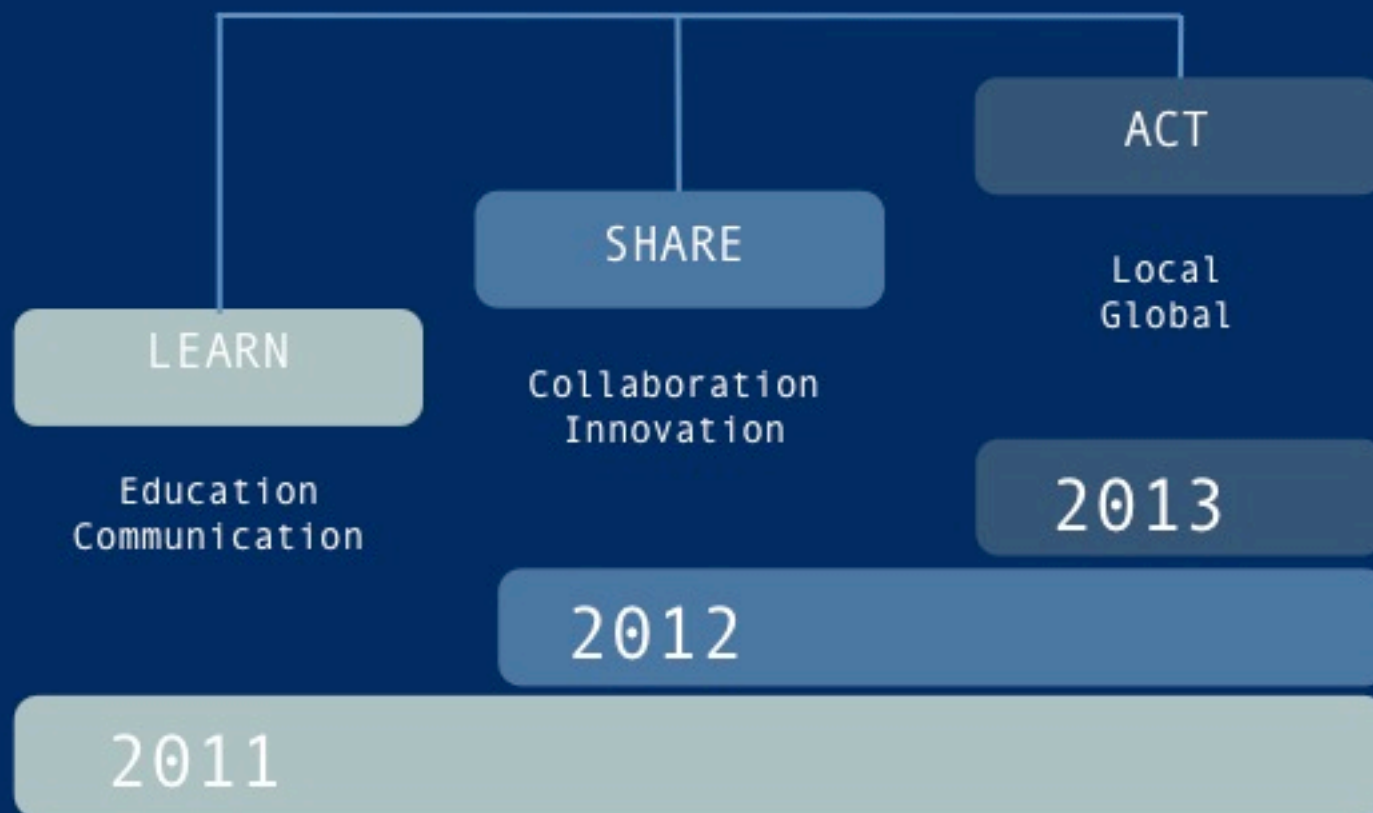 ACT
SHARE
Local
Global
LEARN
Collaboration
Innovation
Education
Communication
2013
2012
2011